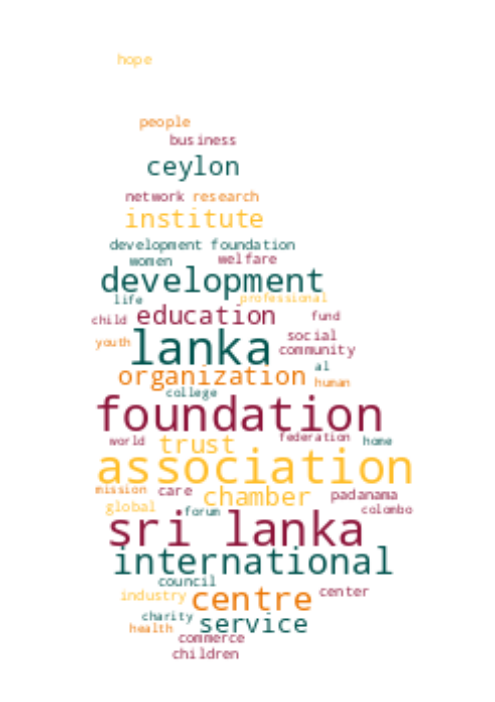 hope
people
business
ceylon
network research
institute
development foundation
women welfare
development
life professional
child education fund
youth lanka social
community
organization al
human
college
foundation
world trust federation home
association
mission care chamber padanama
global forum colombo
sri lanka
international
council
industry centre center
charity service
health
commerce
children